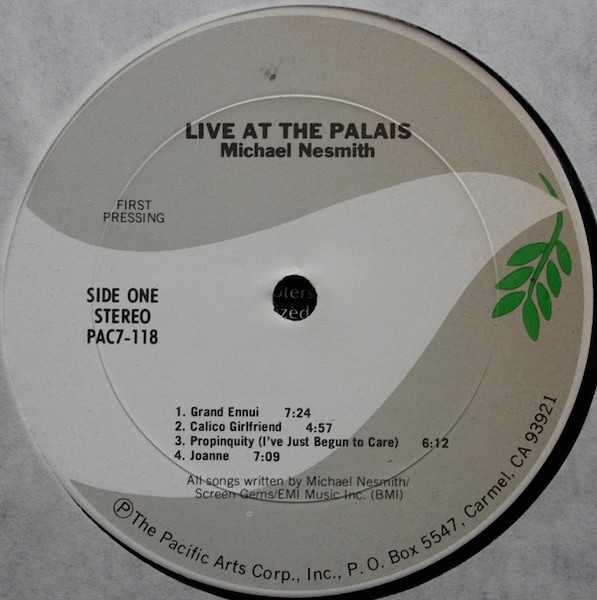 LIVE AT THE PALAIS
Michael Nesmith
FIRST
PRESSING
SIDE ONE
STEREO
PAC7-118
1. Grand Ennui 7:24
2. Calico Girlfriend 4:57
3. Propinquity (I've Just Begun to Care) 6:12
4. Joanne 7:09
All songs written by Michael Nesmith/
Screen Gems/EMI Music Inc. (BMI)
℗ The Pacific Arts Corp., Inc., P. O. Box 5547, Carmel, CA 93921